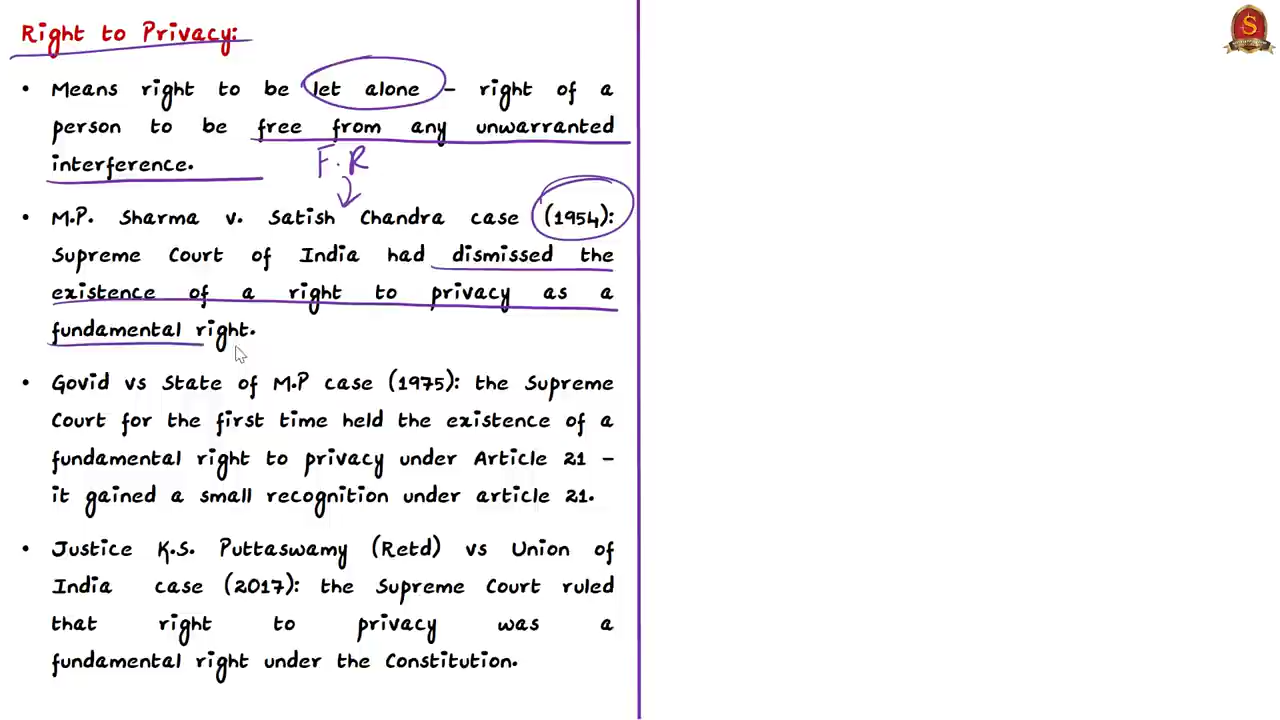 Right to Privacy:
• Means right to be let alone - right of a
person to be free from any unwarranted
interference.
F.R
• M.P. Sharma v. Satish Chandra case (1954):
Supreme Court of India had dismissed the
existence of a right to privacy as a
fundamental right.
• Govid vs State of M.P case (1975): the Supreme
Court for the first time held the existence of a
fundamental right to privacy under Article 21 -
it gained a small recognition under article 21.
• Justice K.S. Puttaswamy (Retd) vs Union of
India case (2017): the Supreme Court ruled
that right to privacy was a
fundamental right under the Constitution.
S